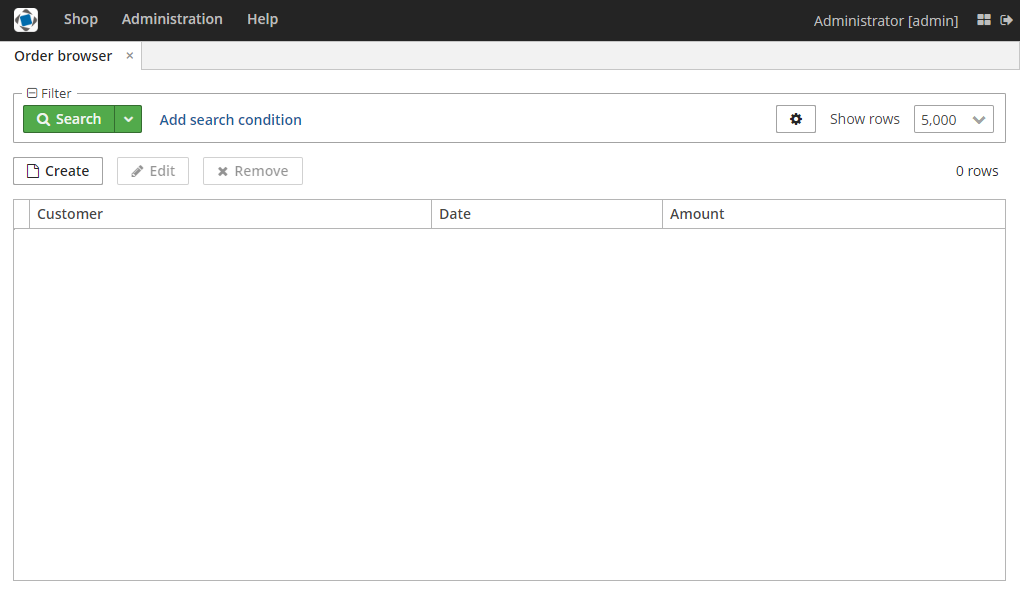 Shop Administration Help Administrator [admin]
Order browser ×
Filter
Search Add search condition Show rows 5,000
Create Edit Remove 0 rows
Customer Date Amount